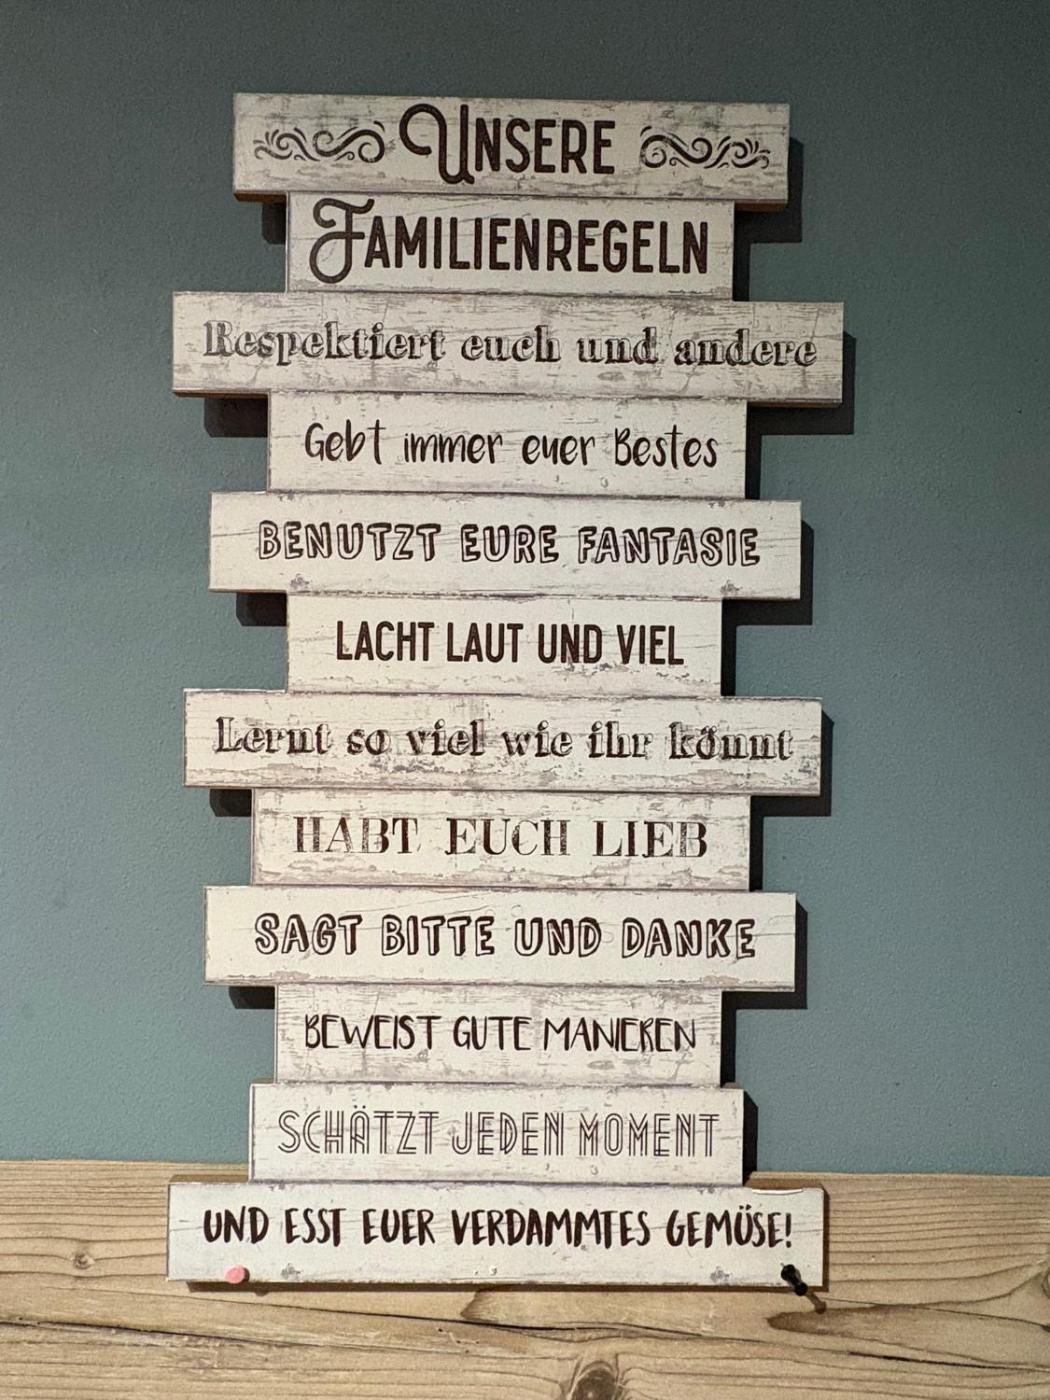 UNSERE
FAMILIENREGELN
Respektiert euch und andere
Gebt immer euer Bestes
BENUTZT EURE FANTASIE
LACHT LAUT UND VIEL
Lernt so viel wie ihr könnt
HABT EUCH LIEB
SAGT BITTE UND DANKE
BEWEIST GUTE MANIEREN
SCHÄTZT JEDEN MOMENT
UND ESST EUER VERDAMMTES GEMÜSE!